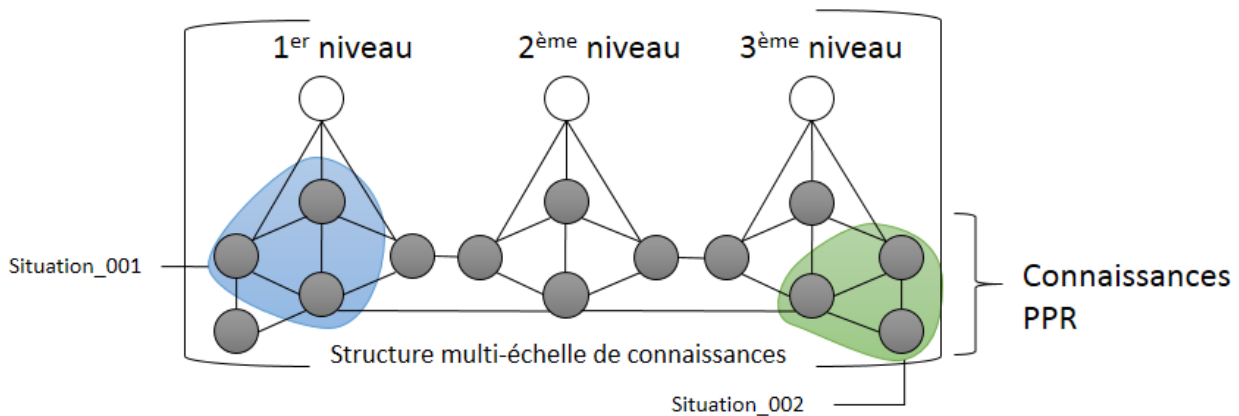 1er niveau
2ème niveau
3ème niveau
Situation_001
Connaissances
PPR
Structure multi-échelle de connaissances
Situation_002